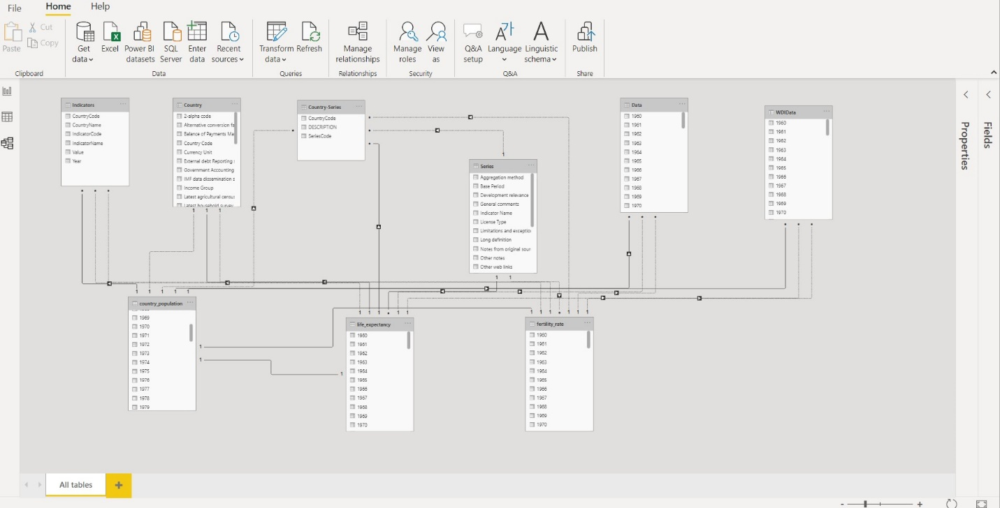 File
Home
Help
Paste
Cut
Copy
Get data
Excel
Power BI datasets
SQL Server
Enter data
Recent sources
Transform data
Refresh
Manage relationships
Manage roles
View as
Q&A setup
Language
Linguistic schema
Publish
Clipboard
Data
Queries
Relationships
Security
Q&A
Share
Indicators
CountryCode
CountryName
IndicatorCode
IndicatorName
Value
Year
Country
2-alpha code
Alternative conversion fa
Balance of Payments Ma
Country Code
Currency Unit
External debt Reporting
Government Accounting
IMF data dissemination s
Income Group
Latest agricultural census
Latest household survey
Country-Series
CountryCode
DESCRIPTION
SeriesCode
Series
Aggregation method
Base Period
Development relevance
General comments
Indicator Name
License Type
Limitations and exception
Long definition
Notes from original sour
Other notes
Other web links
Data
1960
1961
1962
1963
1964
1965
1966
1967
1968
1969
1970
WDIData
1960
1961
1962
1963
1964
1965
1966
1967
1968
1969
1970
Properties
Fields
1
1 1 1
1 1
1 1 1 1 1
1 1 1 1 1
1 1 1 1 1 1
country_population
1969
1970
1971
1972
1973
1974
1975
1976
1977
1978
1979
1
1
1
life_expectancy
1960
1961
1962
1963
1964
1965
1966
1967
1968
1969
1970
fertility_rate
1960
1961
1962
1963
1964
1965
1966
1967
1968
1969
1970
All tables
+
- +